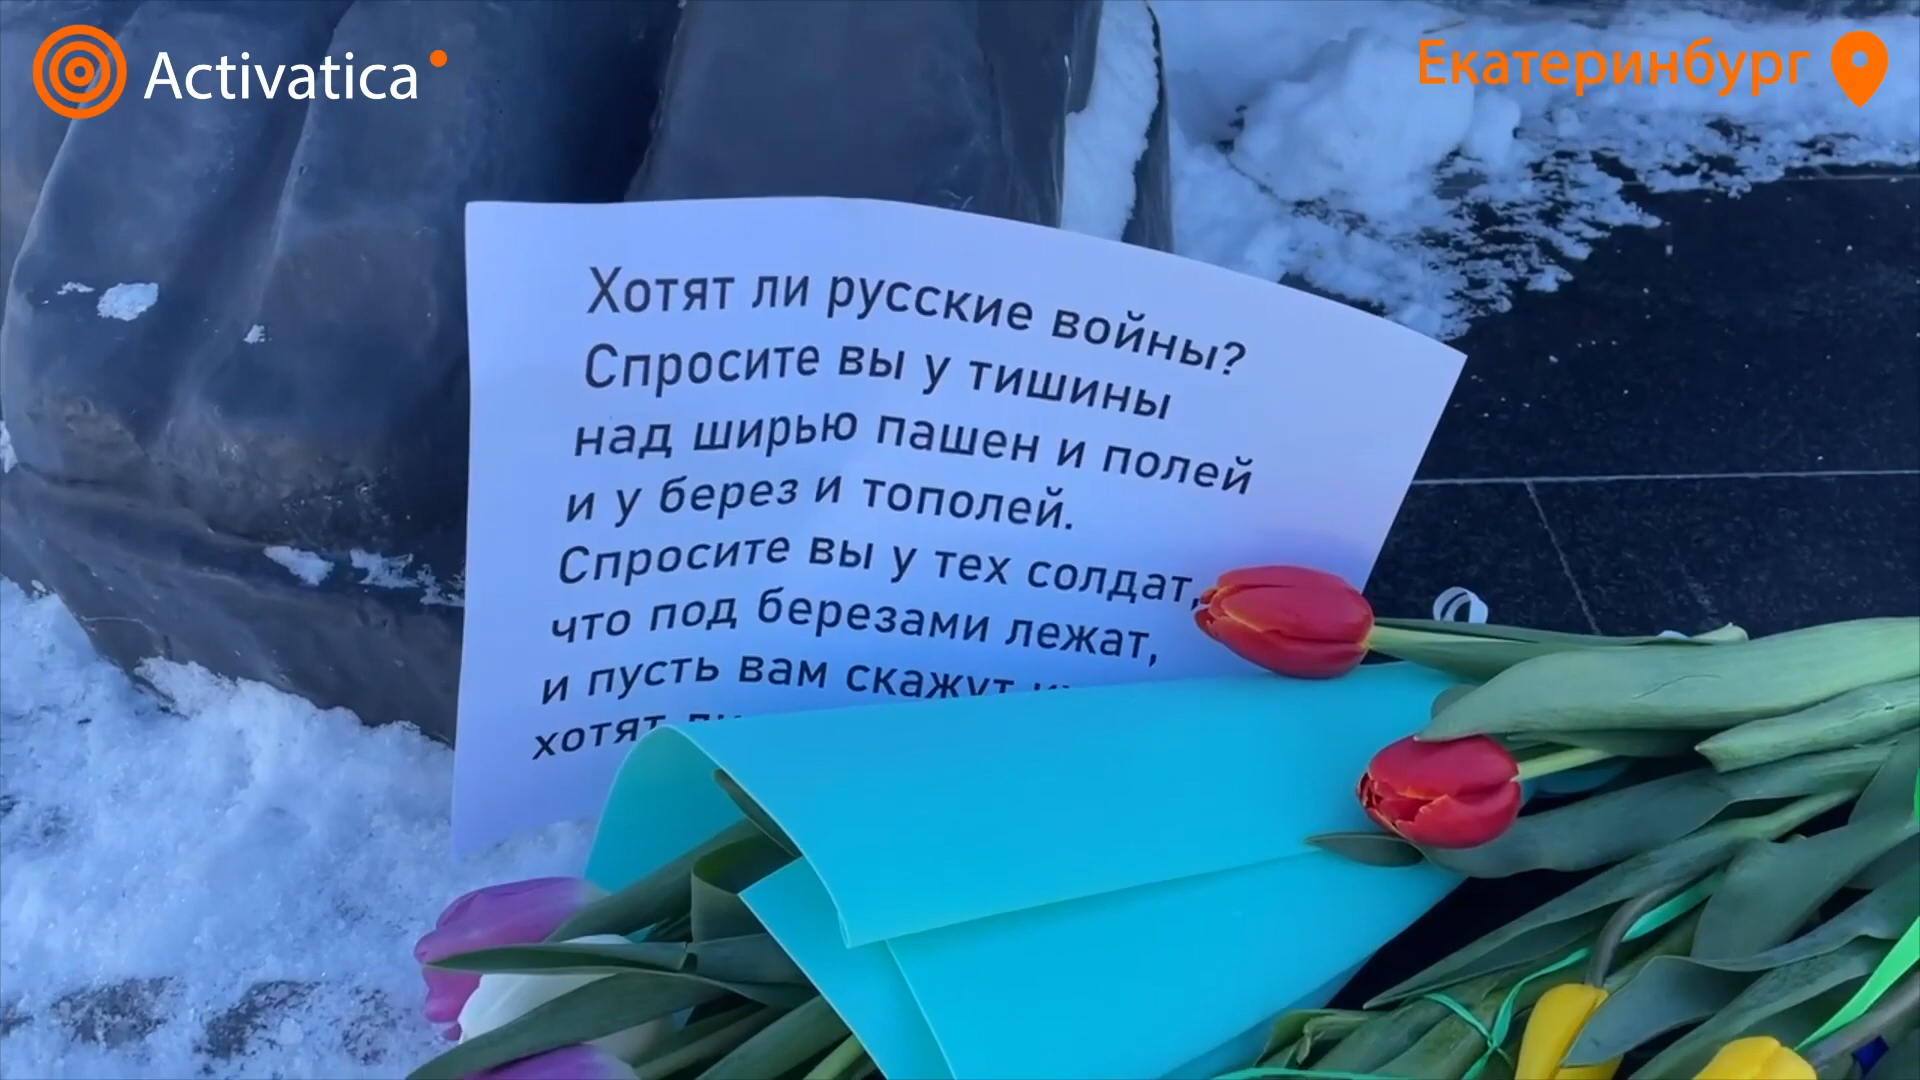 Activatica
Екатеринбург
Хотят ли русские войны?
Спросите вы у тишины
над ширью пашен и полей
и у берез и тополей.
Спросите вы у тех солдат,
что под березами лежат,
и пусть вам скажут
хотят ли